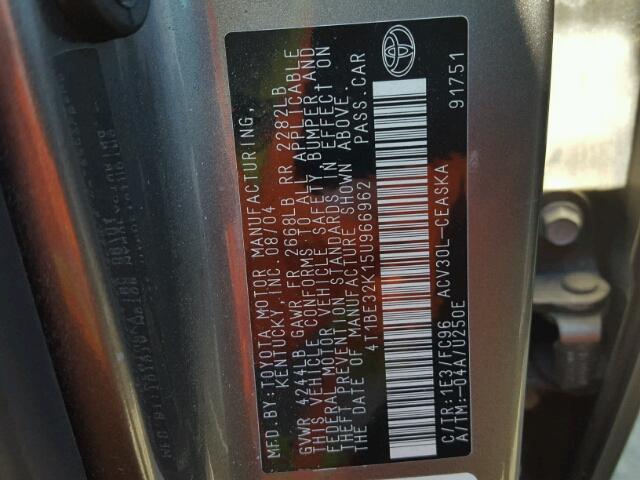 MFD.BY:TOYOTA MOTOR MANUFACTURING,
KENTUCKY, INC. 08/04
GVWR 4244LB GAWR FR 2668LB RR 2282LB
THIS VEHICLE CONFORMS TO ALL APPLICABLE
FEDERAL MOTOR VEHICLE SAFETY, BUMPER, AND
THEFT PREVENTION STANDARDS IN EFFECT ON
THE DATE OF MANUFACTURE SHOWN ABOVE.
4T1BE32K15U966962 PASS. CAR
C/TR:1E3/FC96 ACV30L-CEASKA 91751
A/TM:-04A/U250E